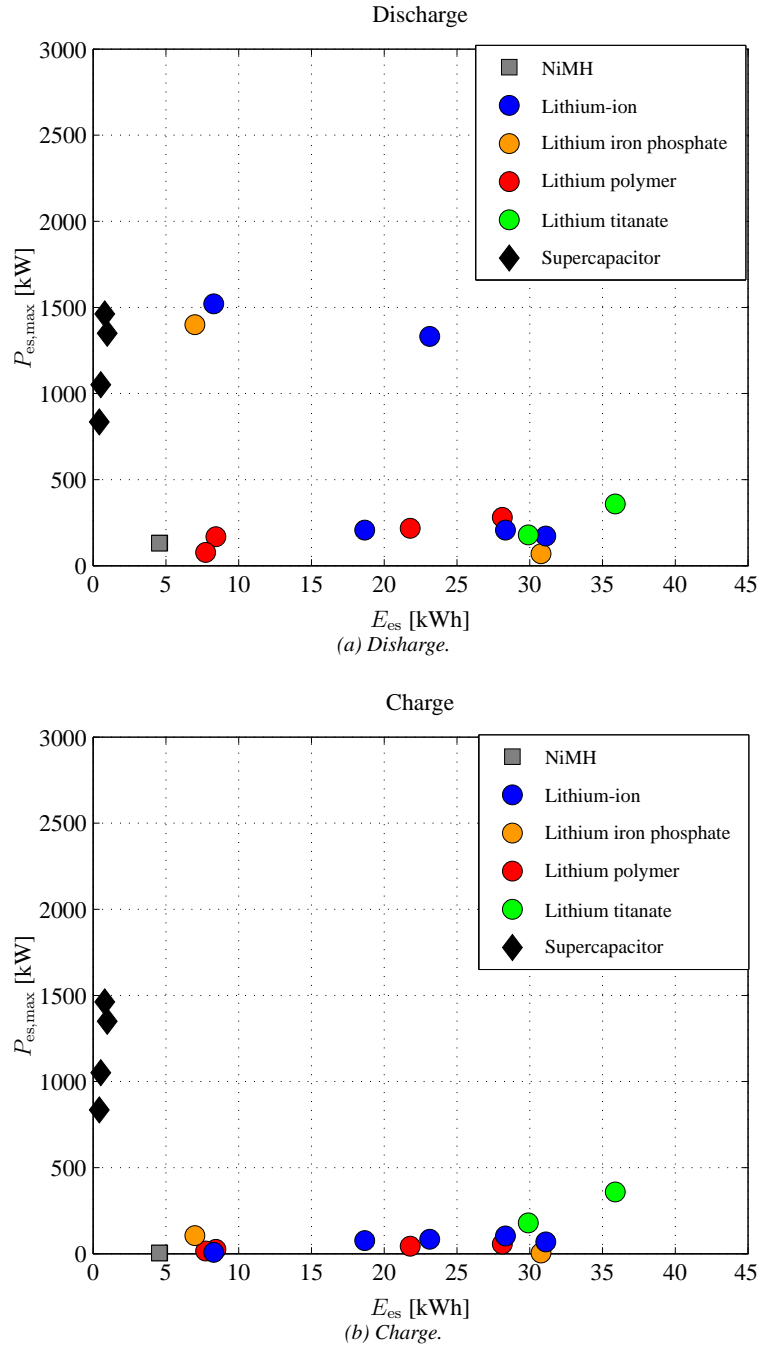 Discharge
3000
2500
2000
1500
1000
500
0
P_es,max [kW]
NiMH
Lithium-ion
Lithium iron phosphate
Lithium polymer
Lithium titanate
Supercapacitor
0 5 10 15 20 25 30 35 40 45
E_es [kWh]
(a) Disharge.
Charge
3000
2500
2000
1500
1000
500
0
P_es,max [kW]
NiMH
Lithium-ion
Lithium iron phosphate
Lithium polymer
Lithium titanate
Supercapacitor
0 5 10 15 20 25 30 35 40 45
E_es [kWh]
(b) Charge.